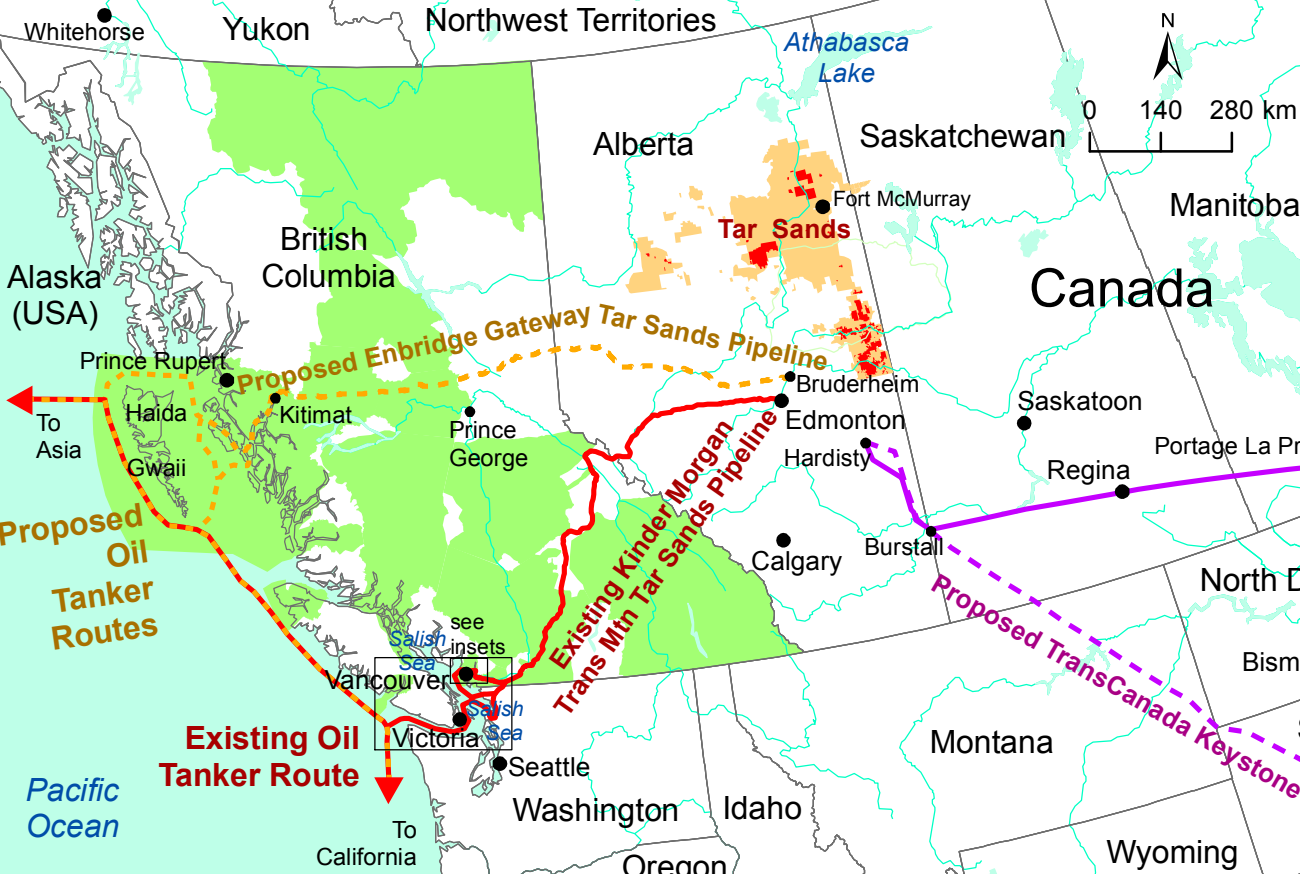 Whitehorse
Yukon
Northwest Territories
Athabasca
Lake
N
0 140 280 km
Alberta
Saskatchewan
Manitoba
Fort McMurray
Tar Sands
British
Columbia
Alaska
(USA)
Canada
Proposed Enbridge Gateway Tar Sands Pipeline
Prince Rupert
Bruderheim
Haida
Gwaii
Kitimat
To
Asia
Prince
George
Edmonton
Hardisty
Saskatoon
Regina
Portage La Pr
Existing Kinder Morgan
Trans Mtn Tar Sands Pipeline
Proposed
Oil
Tanker
Routes
Calgary
Burstall
North D
Proposed TransCanada Keystone
see
insets
Salish
Sea
Vancouver
Salish
Sea
Victoria
Bism
S
Existing Oil
Tanker Route
Seattle
Montana
Pacific
Ocean
Washington
Idaho
To
California
Oregon
Wyoming